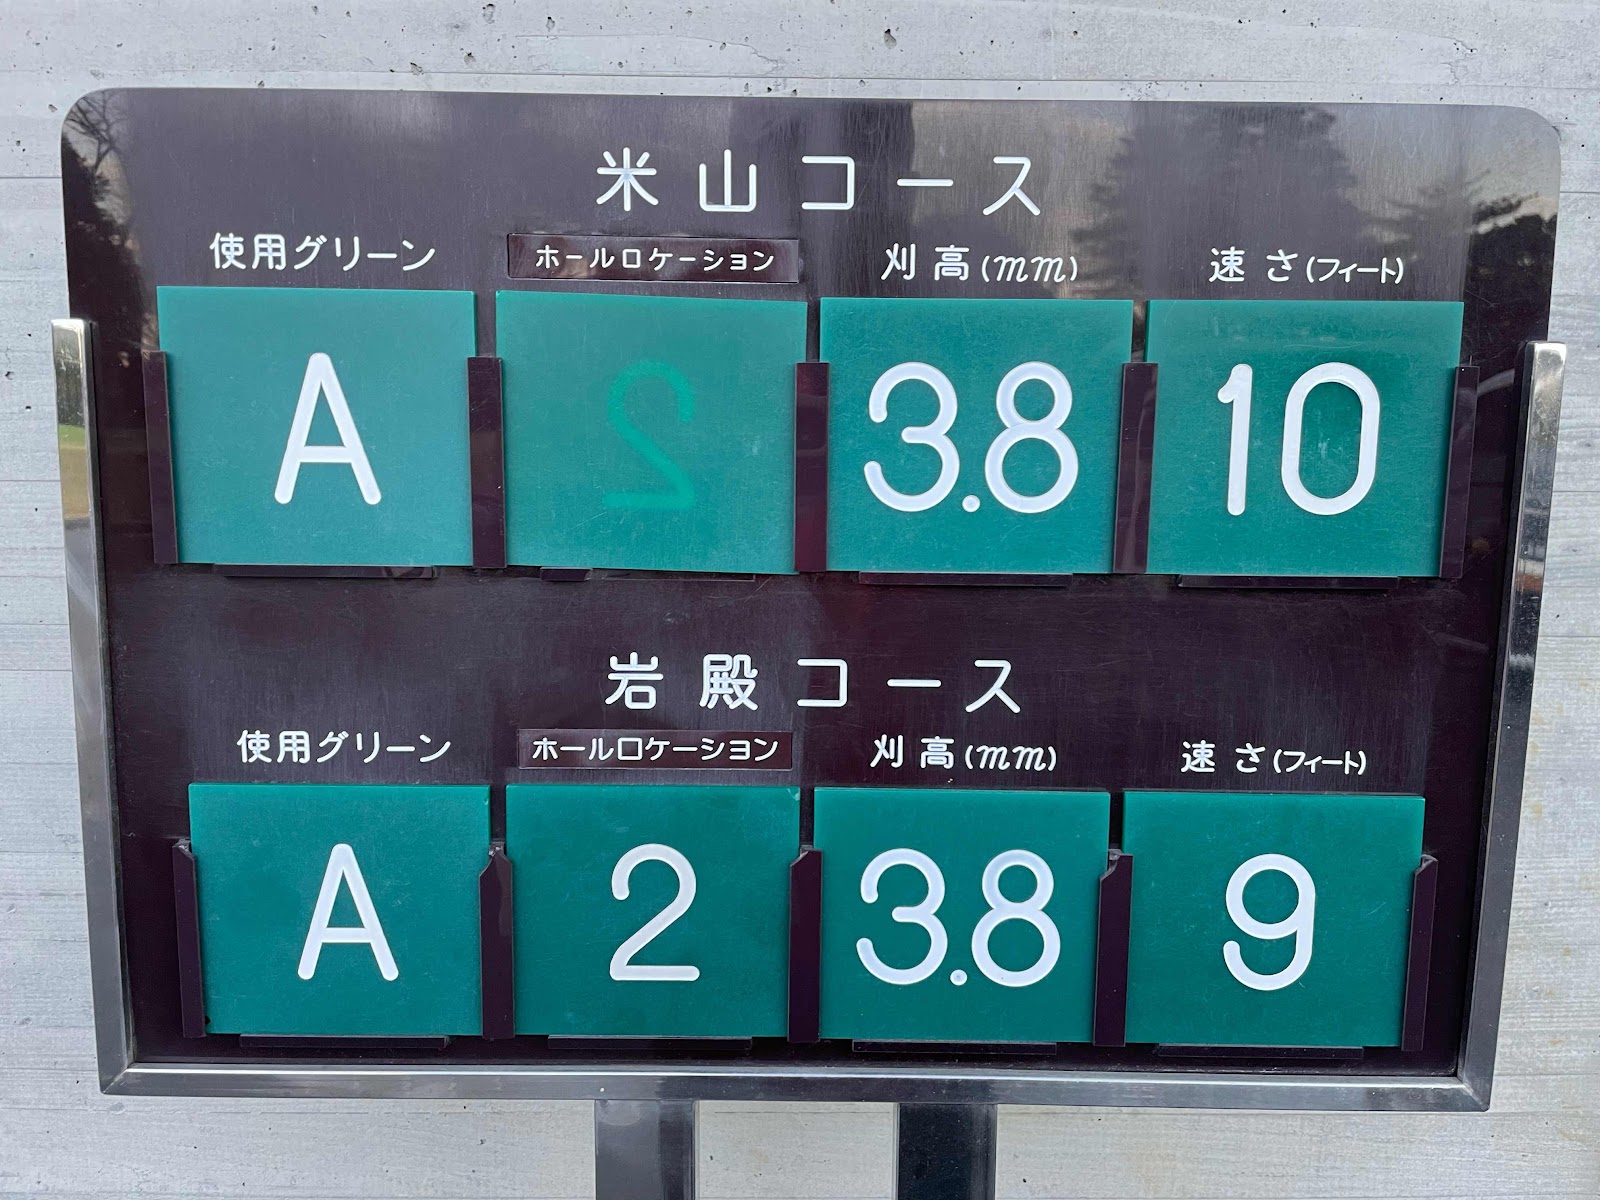 米山コース
使用グリーン ホールロケーション 刈高(mm) 速さ(フィート)
A 2 3.8 10
岩殿コース
使用グリーン ホールロケーション 刈高(mm) 速さ(フィート)
A 2 3.8 9